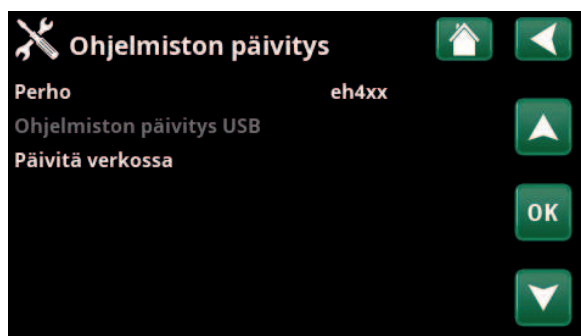 Ohjelmiston päivitys
Perho eh4xx
Ohjelmiston päivitys USB
Päivitä verkossa
OK